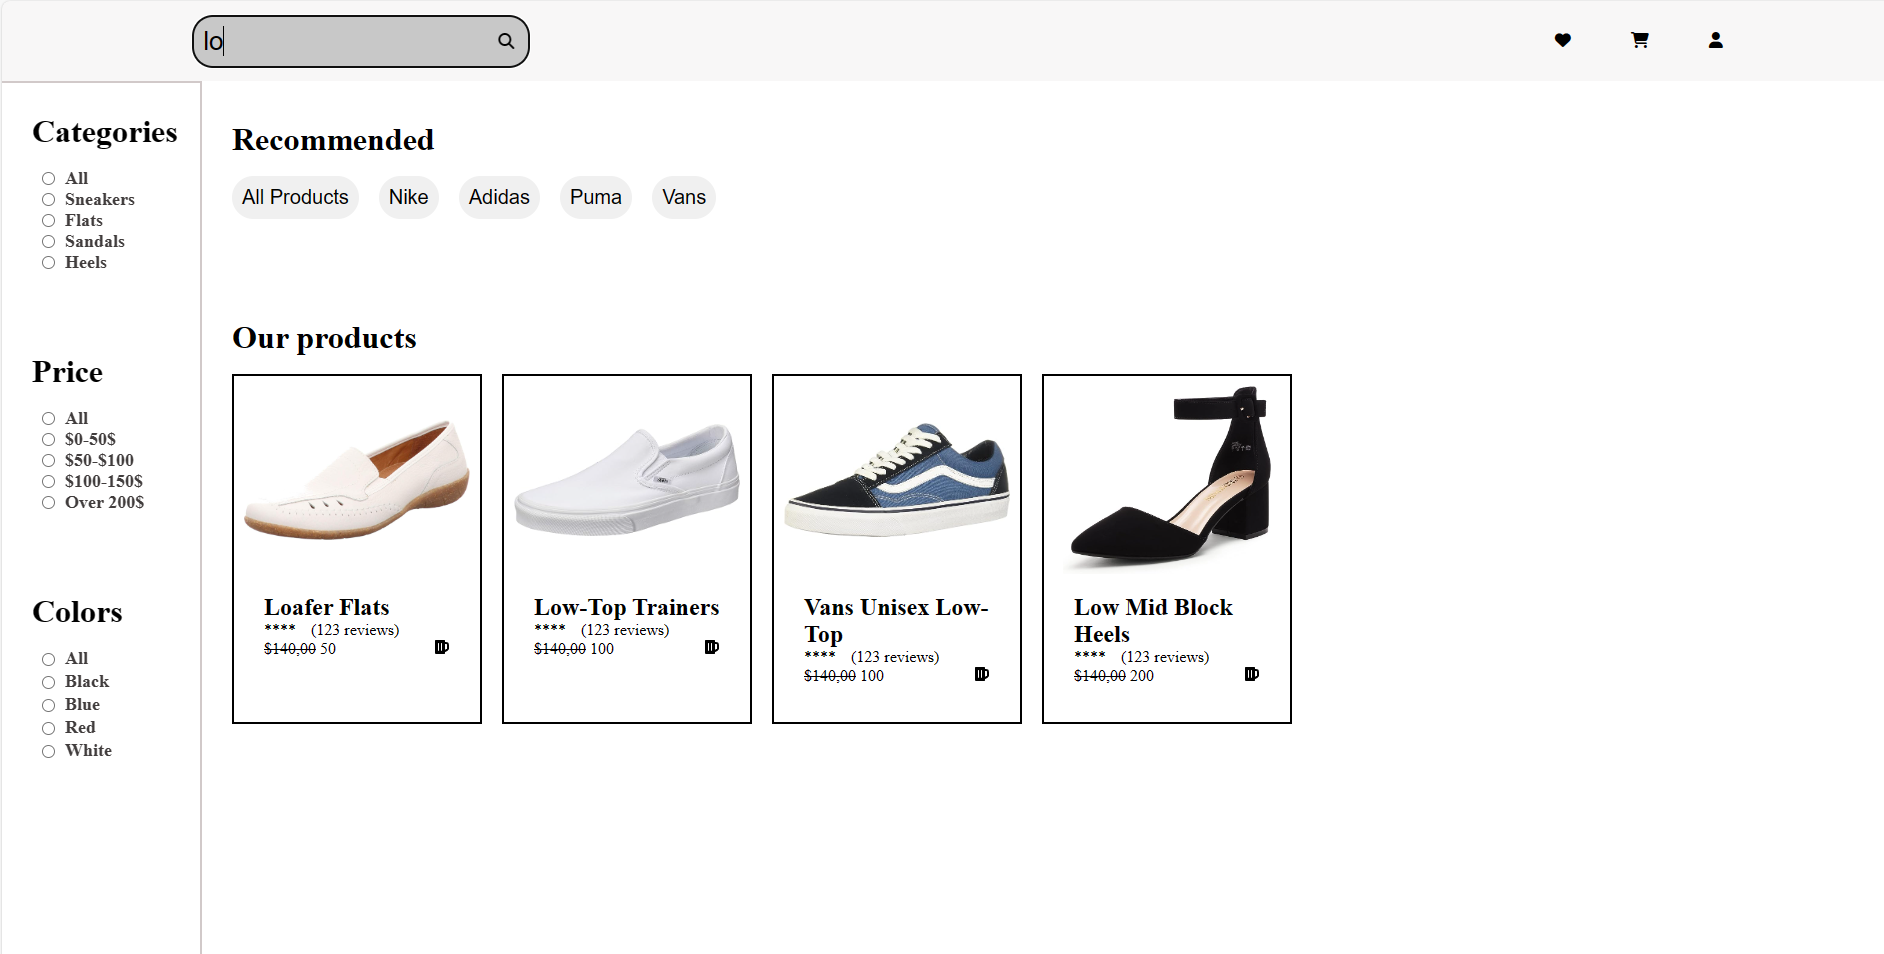 lo
Categories
All
Sneakers
Flats
Sandals
Heels
Price
All
$0-50$
$50-$100
$100-150$
Over 200$
Colors
All
Black
Blue
Red
White
Recommended
All Products Nike Adidas Puma Vans
Our products
Loafer Flats
**** (123 reviews)
$140,00 50
Low-Top Trainers
**** (123 reviews)
$140,00 100
Vans Unisex Low-
Top
**** (123 reviews)
$140,00 100
Low Mid Block
Heels
**** (123 reviews)
$140,00 200